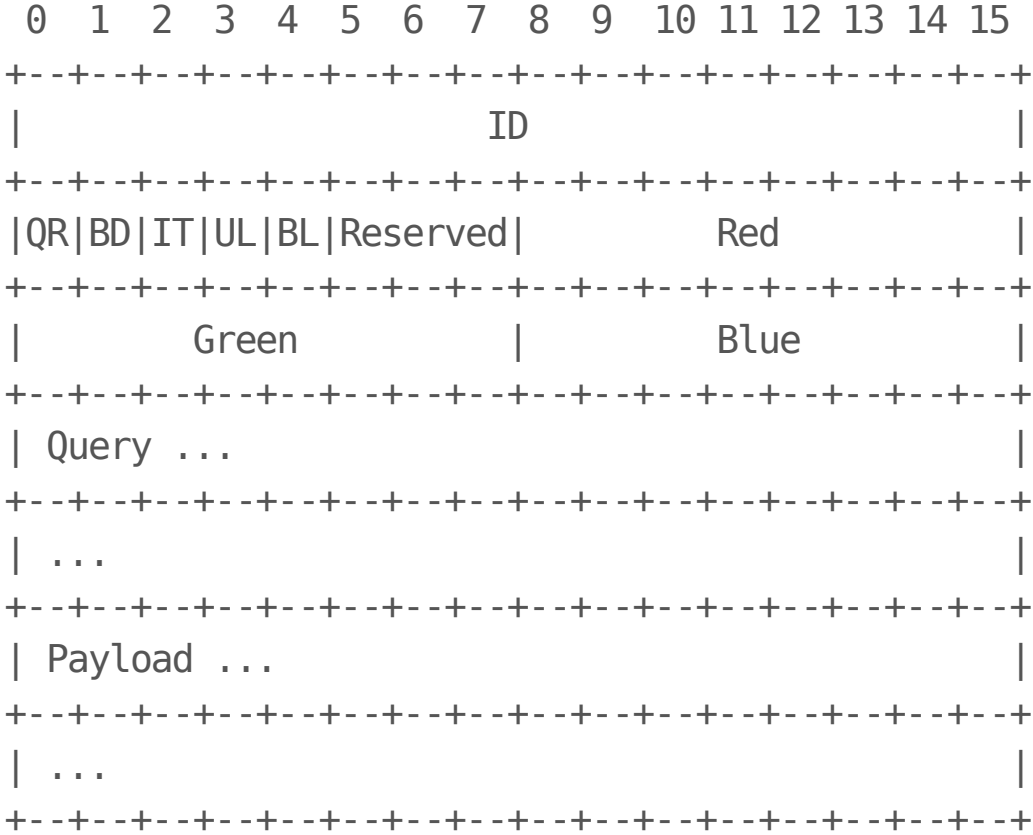 0  1  2  3  4  5  6  7  8  9  10 11 12 13 14 15
+--+--+--+--+--+--+--+--+--+--+--+--+--+--+--+--+
|                      ID                       |
+--+--+--+--+--+--+--+--+--+--+--+--+--+--+--+--+
|QR|BD|IT|UL|BL|Reserved|         Red           |
+--+--+--+--+--+--+--+--+--+--+--+--+--+--+--+--+
|        Green          |         Blue          |
+--+--+--+--+--+--+--+--+--+--+--+--+--+--+--+--+
| Query ...                                     |
+--+--+--+--+--+--+--+--+--+--+--+--+--+--+--+--+
| ...                                           |
+--+--+--+--+--+--+--+--+--+--+--+--+--+--+--+--+
| Payload ...                                   |
+--+--+--+--+--+--+--+--+--+--+--+--+--+--+--+--+
| ...                                           |
+--+--+--+--+--+--+--+--+--+--+--+--+--+--+--+--+